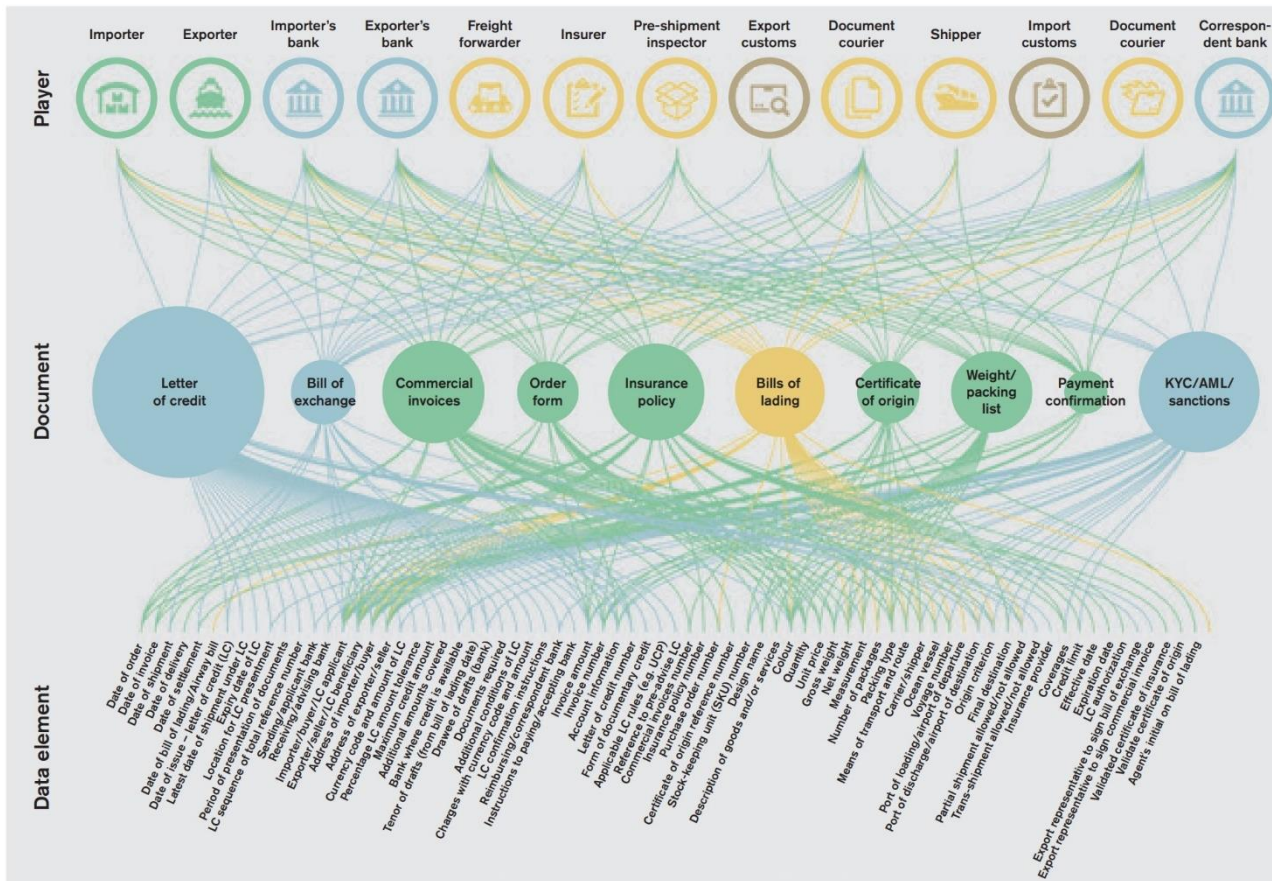 Player
Importer
Exporter
Importer's
bank
Exporter's
bank
Freight
forwarder
Insurer
Pre-shipment
inspector
Export
customs
Document
courier
Shipper
Import
customs
Document
courier
Correspon-
dent bank
Document
Letter
of credit
Bill of
exchange
Commercial
invoices
Order
form
Insurance
policy
Bills of
lading
Certificate
of origin
Weight/
packing
list
Payment
confirmation
KYC/AML/
sanctions
Data element
Date of order
Date of invoice
Date of shipment
Date of delivery
Date of settlement
Date of bill of lading/Airway bill
Date of issue – letter of credit (LC)
Latest date of shipment under LC
Expiry date of LC
Location for LC presentment
Period of presentation of documents
LC sequence of total reference number
Sending/applicant bank
Receiving/advising bank
Importer/buyer/LC applicant
Exporter/seller/LC beneficiary
Address of importer/buyer
Address of exporter/seller
Currency code and amount of LC
Percentage LC amount tolerance
Maximum credit amount
Additional amounts covered
Bank where credit is available
Tenor of drafts (from bill of lading date)
Drawee of drafts (bank)
Documents required
Additional conditions of LC
Charges with currency code and amount
LC confirmation instructions
Reimbursing/correspondent bank
Instructions to paying/accepting bank
Invoice amount
Invoice number
Account information
Account number
Letter of credit number
Form of documentary credit
Applicable LC rules (e.g. UCP)
Reference to pre-advise LC
Commercial invoices number
Insurance policy number
Purchase order number
Certificate of origin reference number
Stock-keeping unit (SKU) number
Design name
Description of goods and/or services
Colour
Quantity
Unit price
Gross weight
Net weight
Measurement
Number of packages
Packing type
Means of transport and route
Carrier/shipper
Ocean vessel
Voyage number
Port of loading/airport of departure
Port of discharge/airport of destination
Origin criterion
Final destination
Partial shipment allowed/not allowed
Trans-shipment allowed/not allowed
Insurance provider
Coverages
Credit limit
Effective date
Expiration date
LC authorization
Export representative to sign bill of exchange
Export representative to sign commercial invoice
Validated certificate of insurance
Validate certificate of origin
Agent's initial on bill of lading